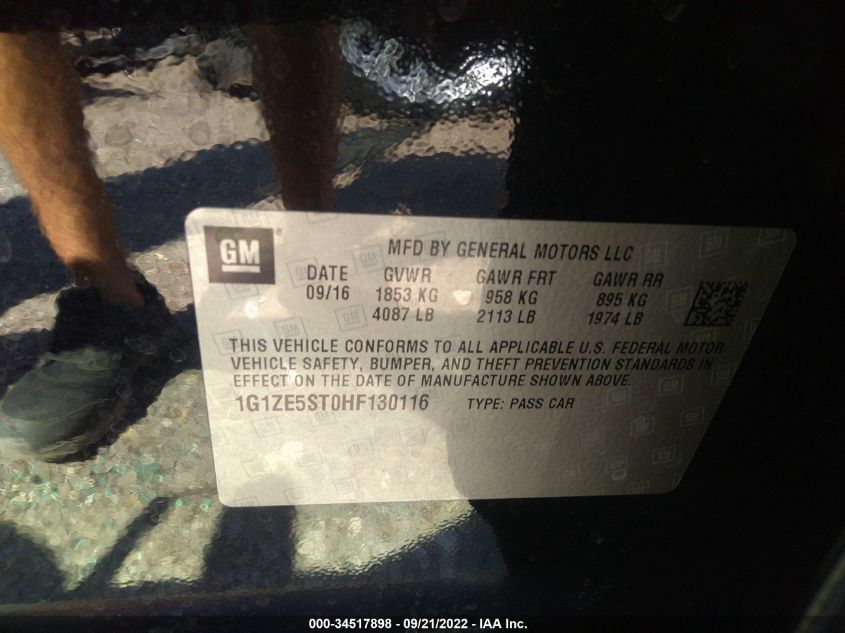 GM
MFD BY GENERAL MOTORS LLC
DATE GVWR GAWR FRT GAWR RR
09/16 1853 KG 958 KG 895 KG
4087 LB 2113 LB 1974 LB
THIS VEHICLE CONFORMS TO ALL APPLICABLE U.S. FEDERAL MOTOR
VEHICLE SAFETY, BUMPER, AND THEFT PREVENTION STANDARDS IN
EFFECT ON THE DATE OF MANUFACTURE SHOWN ABOVE.
1G1ZE5ST0HF130116 TYPE: PASS CAR
000-34517898 - 09/21/2022 - IAA Inc.